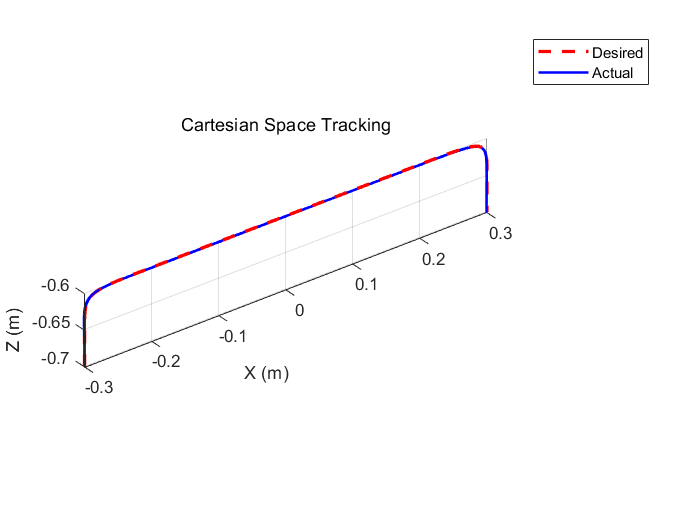 Desired
Actual
Cartesian Space Tracking
-0.6
-0.65
-0.7
Z (m)
-0.3
-0.2
-0.1
0
0.1
0.2
0.3
X (m)